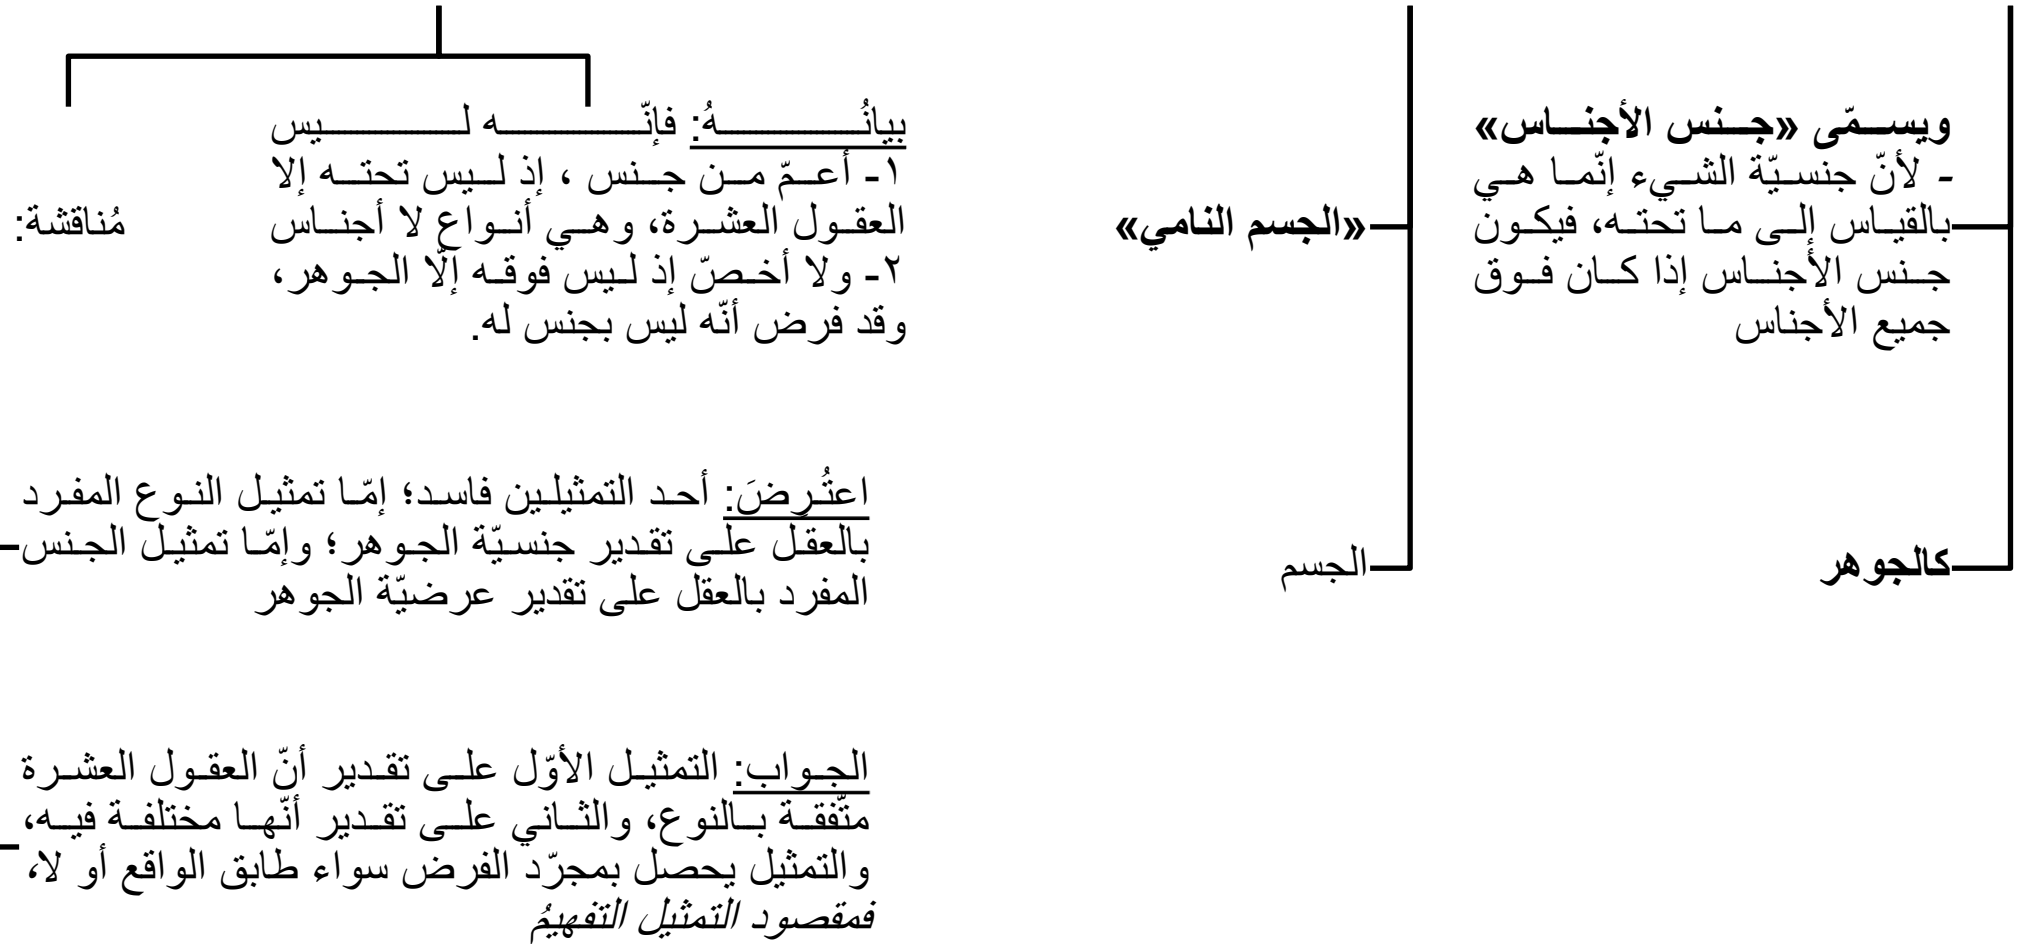 ويسمّى «جنس الأجناس»
- لأنّ جنسيّة الشيء إنّما هي
بالقياس إلى ما تحته، فيكون
جنس الأجناس إذا كان فوق
جميع الأجناس
كالجوهر
«الجسم النامي»
الجسم
بيانُهُ: فإنّه ليس
١- أعمّ من جنس ، إذ ليس تحته إلا
العقول العشرة، وهي أنواع لا أجناس
٢- ولا أخصّ إذ ليس فوقه إلّا الجوهر،
وقد فرض أنّه ليس بجنس له.
مُناقشة:
اعتُرِضَ: أحد التمثيلين فاسد؛ إمّا تمثيل النوع المفرد
بالعقل على تقدير جنسيّة الجوهر؛ وإمّا تمثيل الجنس
المفرد بالعقل على تقدير عرضيّة الجوهر
الجواب: التمثيل الأوّل على تقدير أنّ العقول العشرة
متّفقة بالنوع، والثاني على تقدير أنّها مختلفة فيه،
والتمثيل يحصل بمجرّد الفرض سواء طابق الواقع أو لا،
فمقصود التمثيل التفهيمُ